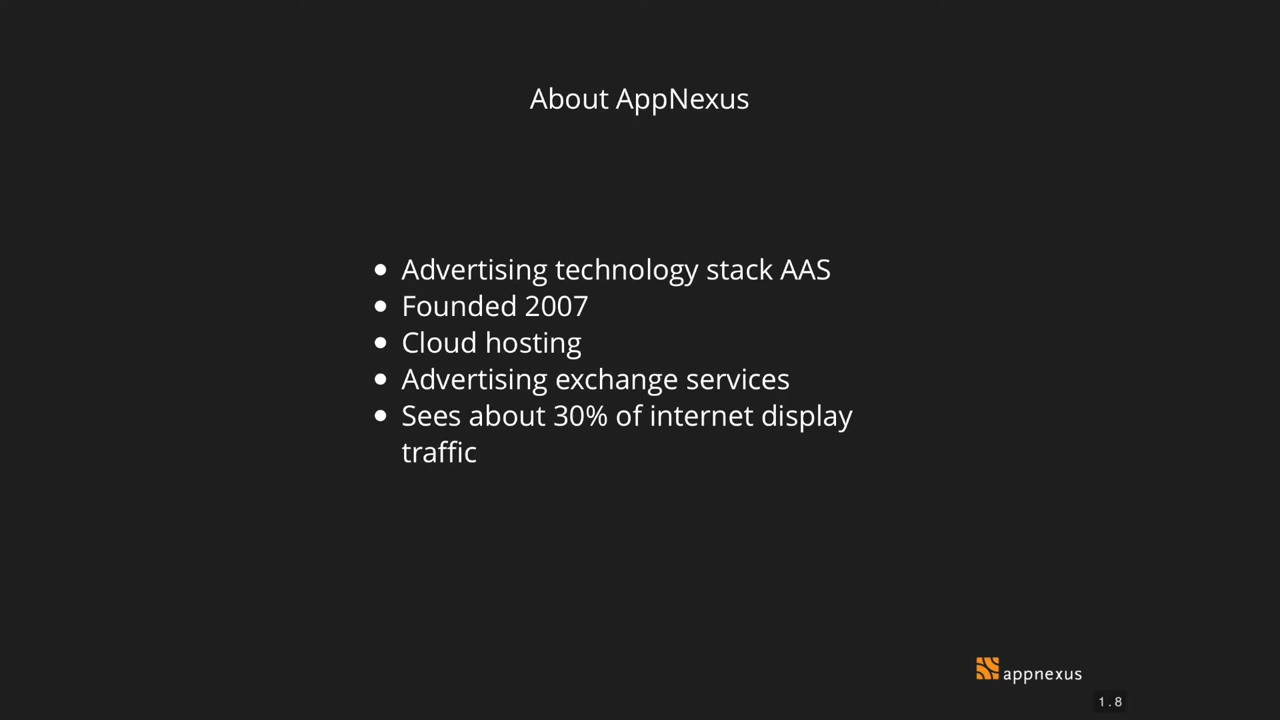 About AppNexus
Advertising technology stack AAS
Founded 2007
Cloud hosting
Advertising exchange services
Sees about 30% of internet display
traffic
appnexus
1.8